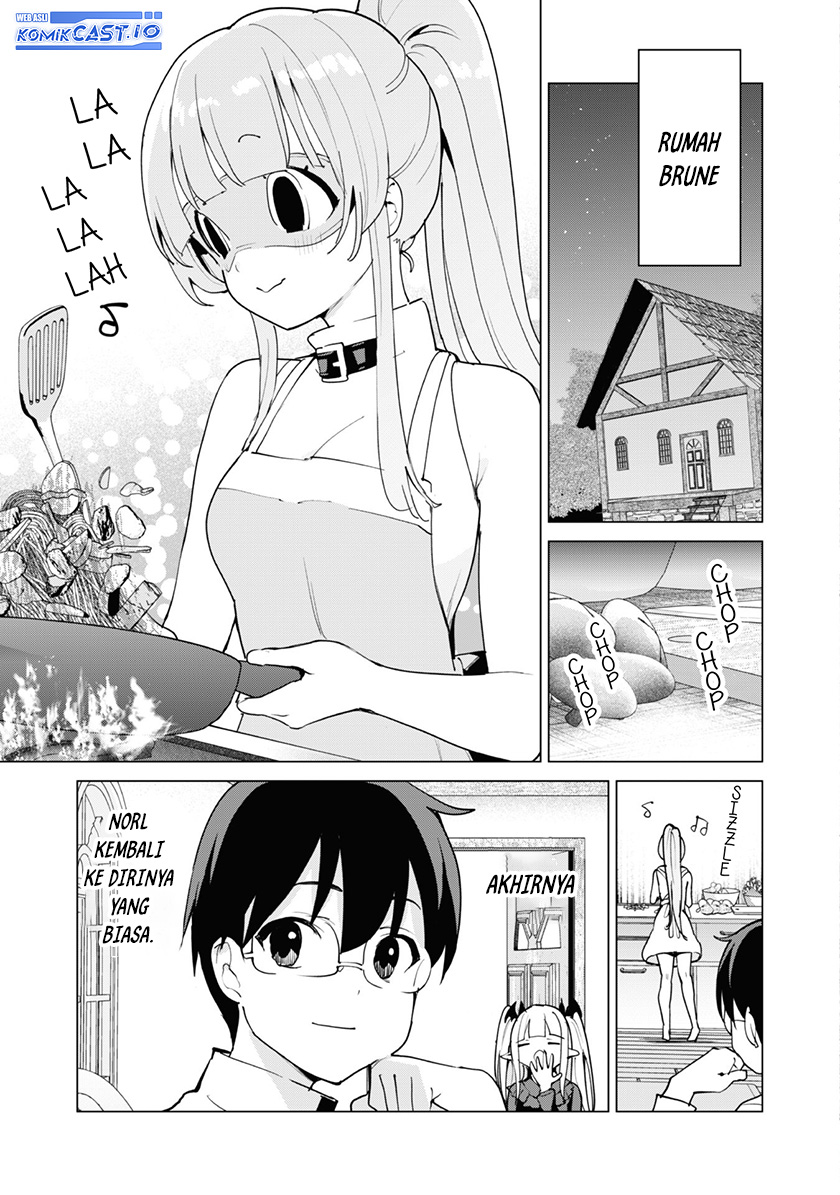 WEB ASLI
KOMIKCAST.IO
RUMAH
BRUNE
CHOP
CHOP
CHOP
CHOP
LA
LA
LA
LA
LAH
SIZZLE
AKHIRNYA
NORL
KEMBALI
KE DIRINYA
YANG
BIASA.